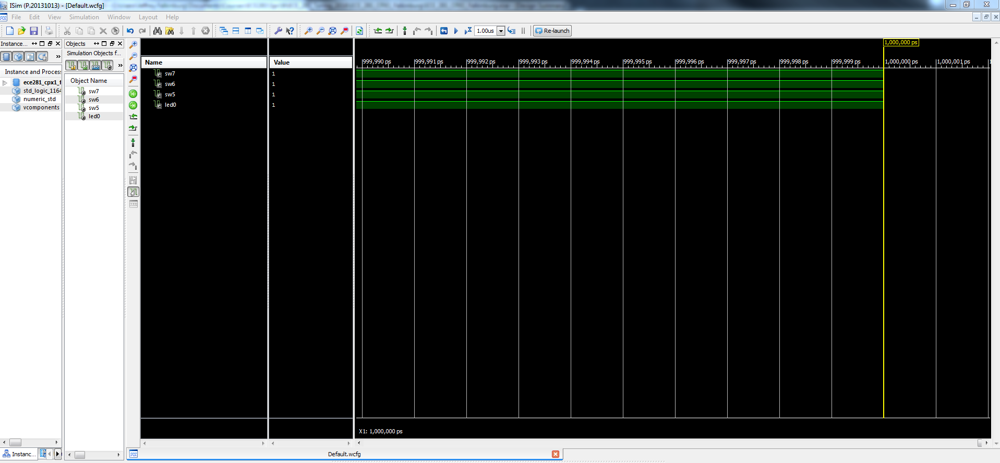 ISim (P.20131013) - [Default.wcfg]
File Edit View Simulation Window Layout Help
1.00us Re-launch
Instance...
Objects
Simulation Objects f...
Instance and Proces
ece281_cpx1_f
std_logic_1164
numeric_std
vcomponents
Object Name
sw7
sw6
sw5
led0
Name Value
sw7 1
sw6 1
sw5 1
led0 1
1,000,000 ps
999,990 ps 999,991 ps 999,992 ps 999,993 ps 999,994 ps 999,995 ps 999,996 ps 999,997 ps 999,998 ps 999,999 ps 1,000,000 ps 1,000,001 ps 1
X1: 1,000,000 ps
Instanc...
Default.wcfg